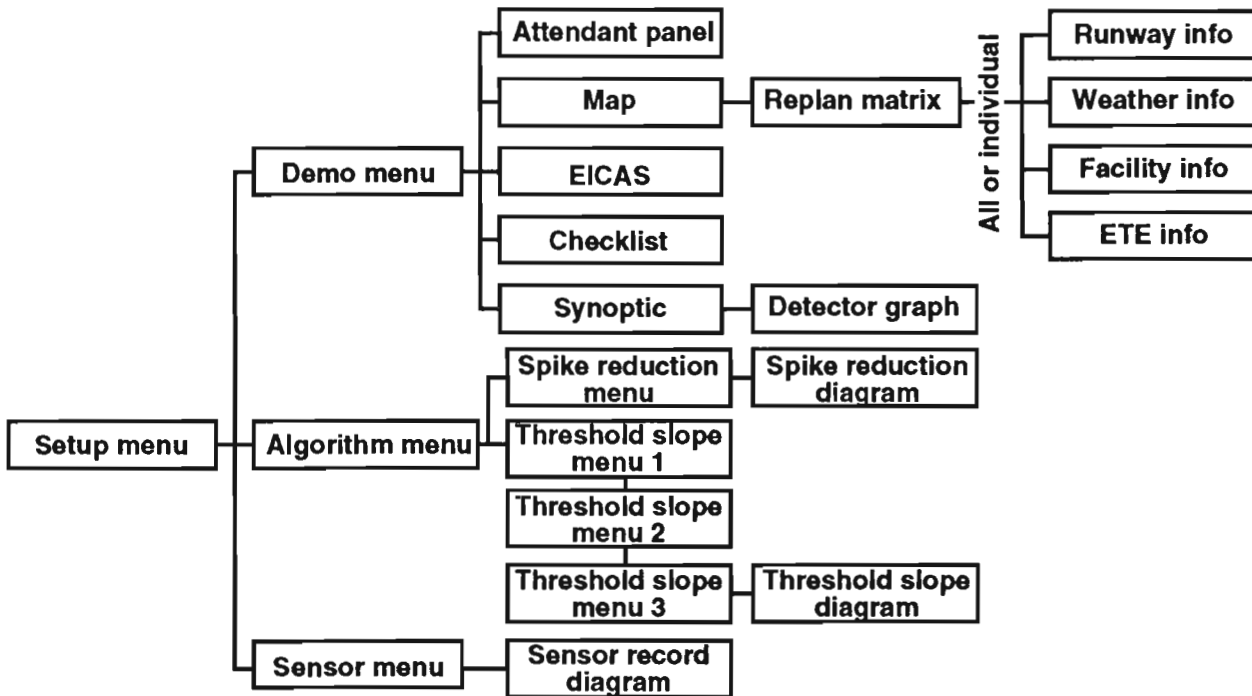 Attendant panel
Map
Replan matrix
All or individual
Runway info
Weather info
Facility info
ETE info
Demo menu
EICAS
Checklist
Synoptic
Detector graph
Setup menu
Algorithm menu
Spike reduction
menu
Spike reduction
diagram
Threshold slope
menu 1
Threshold slope
menu 2
Threshold slope
menu 3
Threshold slope
diagram
Sensor menu
Sensor record
diagram